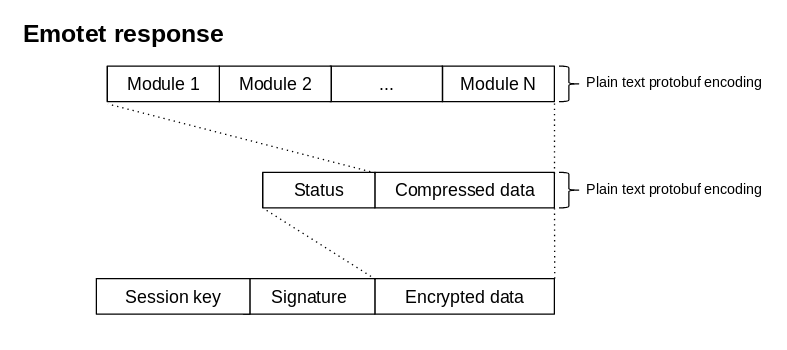 Emotet response
Module 1 Module 2 ... Module N Plain text protobuf encoding
Status Compressed data Plain text protobuf encoding
Session key Signature Encrypted data